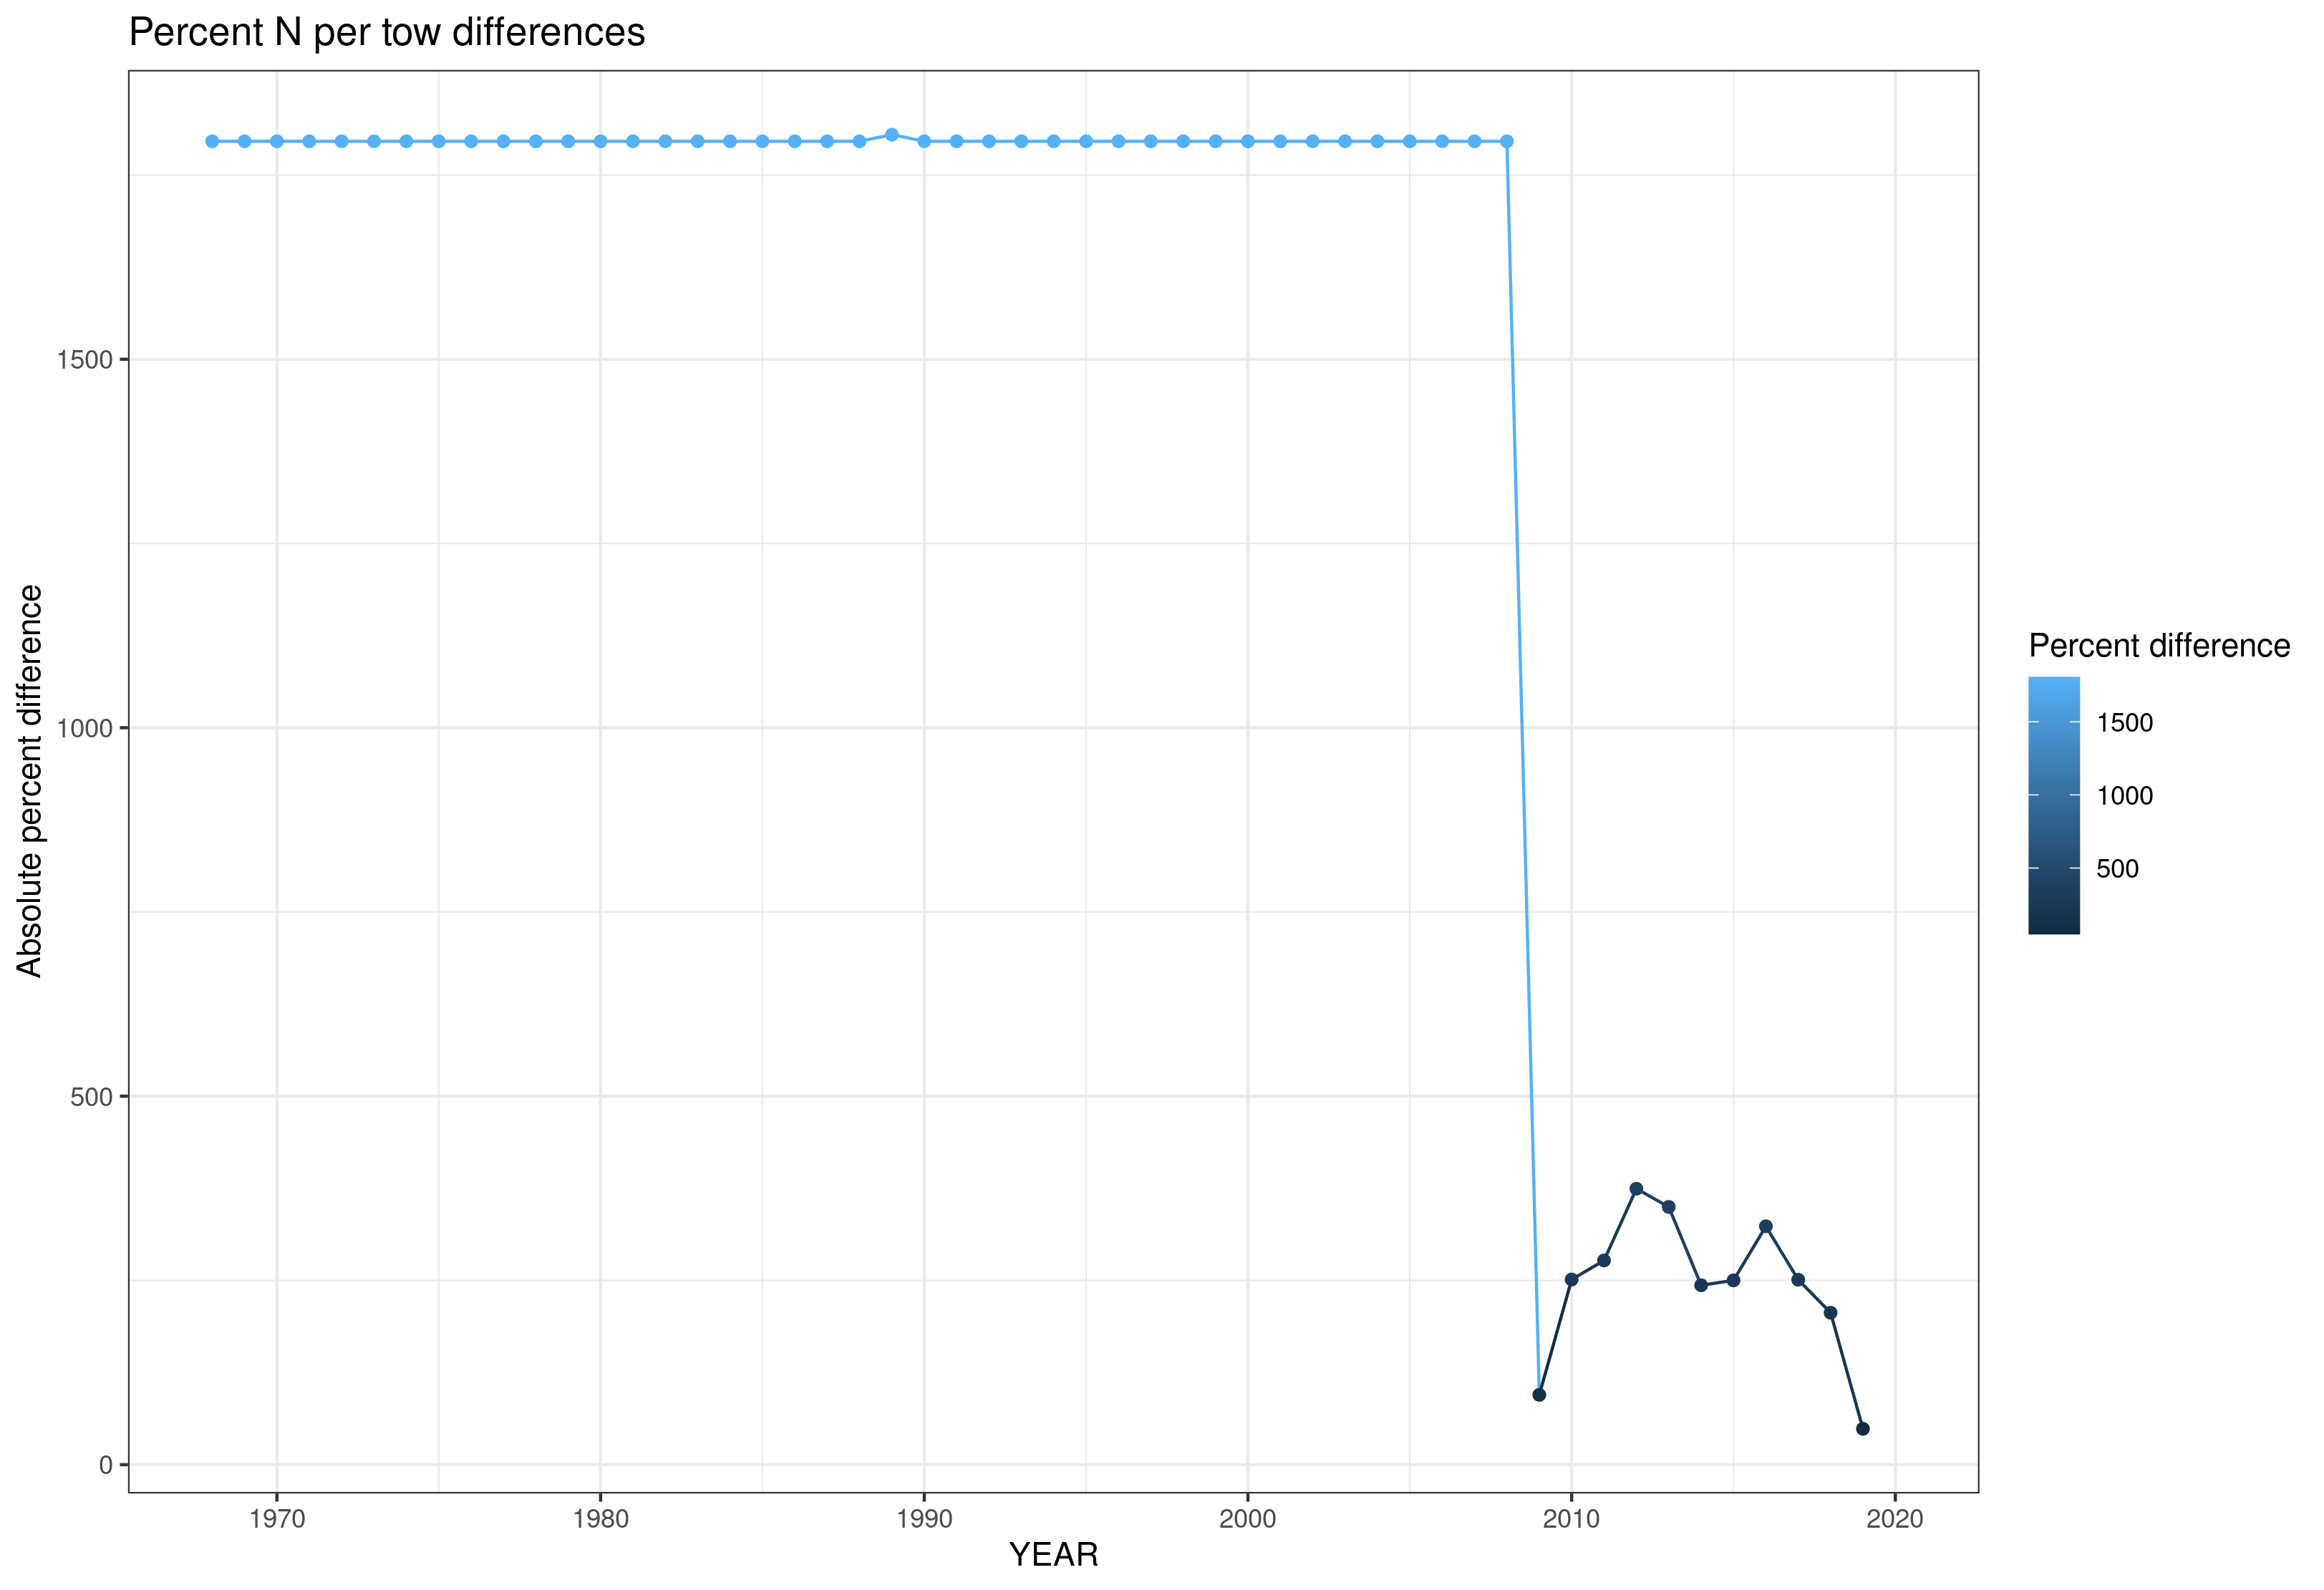 Percent N per tow differences
Absolute percent difference
1500
1000
500
0
1970 1980 1990 2000 2010 2020
YEAR
Percent difference
1500
1000
500